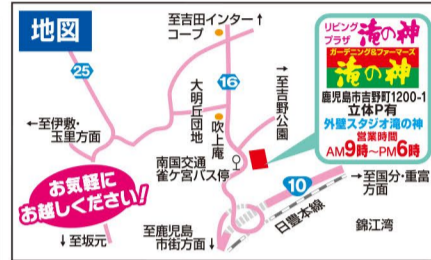 地図
至吉田インター↑
コープ
25
16
大明丘団地
吹上庵
→至吉野公園
←至伊敷・
玉里方面
南国交通
雀ケ宮バス停
お気軽に
お越しください!
↓至坂元
至鹿児島
市街方面↓
10
日豊本線
→至国分・重富
方面
錦江湾
リビング
プラザ
滝の神
ガーデニング&ファーマーズ
滝の神
鹿児島市吉野町1200-1
立体P有
外壁スタジオ滝の神
営業時間
AM9時〜PM6時